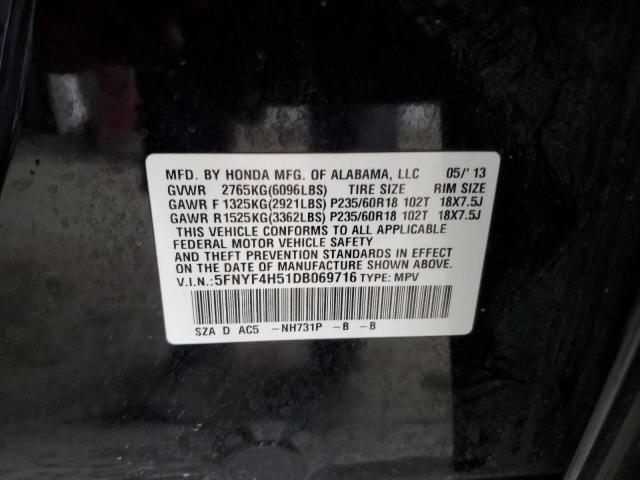 MFD. BY HONDA MFG. OF ALABAMA, LLC 05/'13
GVWR 2765KG(6096LBS) TIRE SIZE RIM SIZE
GAWR F 1325KG(2921LBS) P235/60R18 102T 18X7.5J
GAWR R 1525KG(3362LBS) P235/60R18 102T 18X7.5J
THIS VEHICLE CONFORMS TO ALL APPLICABLE
FEDERAL MOTOR VEHICLE SAFETY
AND THEFT PREVENTION STANDARDS IN EFFECT
ON THE DATE OF MANUFACTURE SHOWN ABOVE.
V.I.N.:5FNYF4H51DB069716 TYPE: MPV
SZA D AC5 -NH731P -B -B